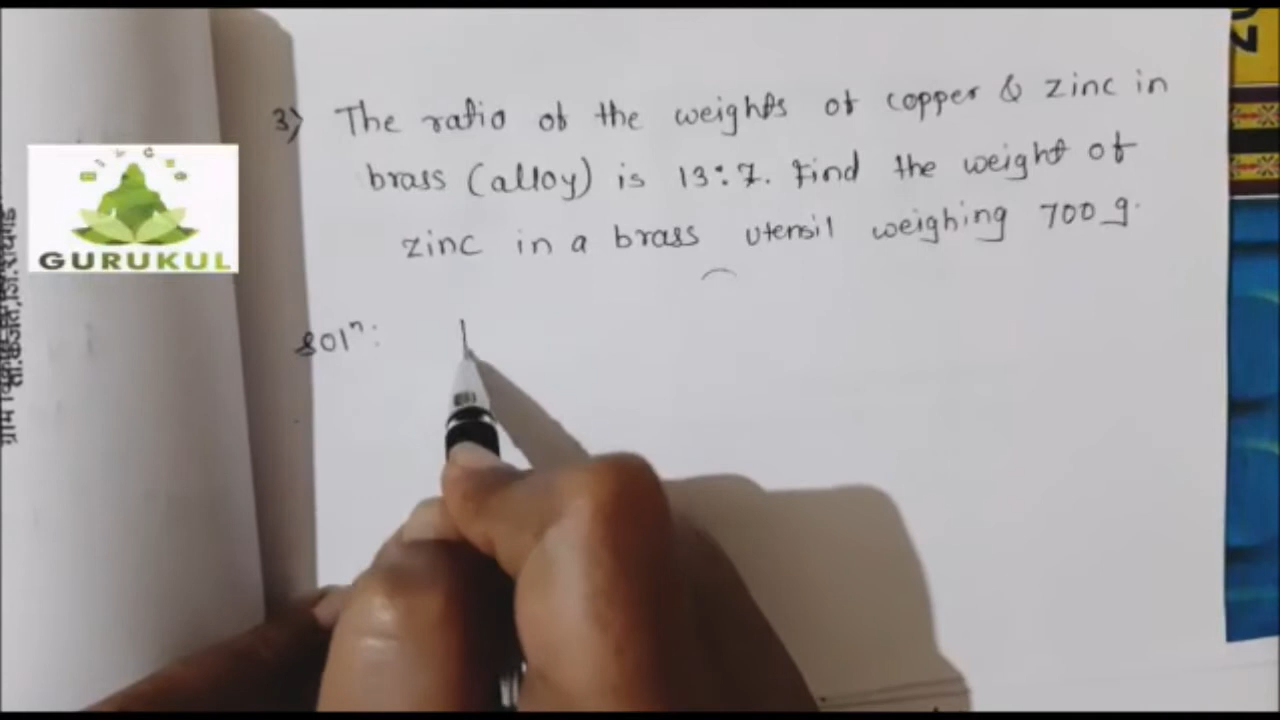 3) The ratio of the weights of copper & zinc in
brass (alloy) is 13:7. Find the weight of
zinc in a brass utensil weighing 700 g.
Solⁿ:
GURUKUL